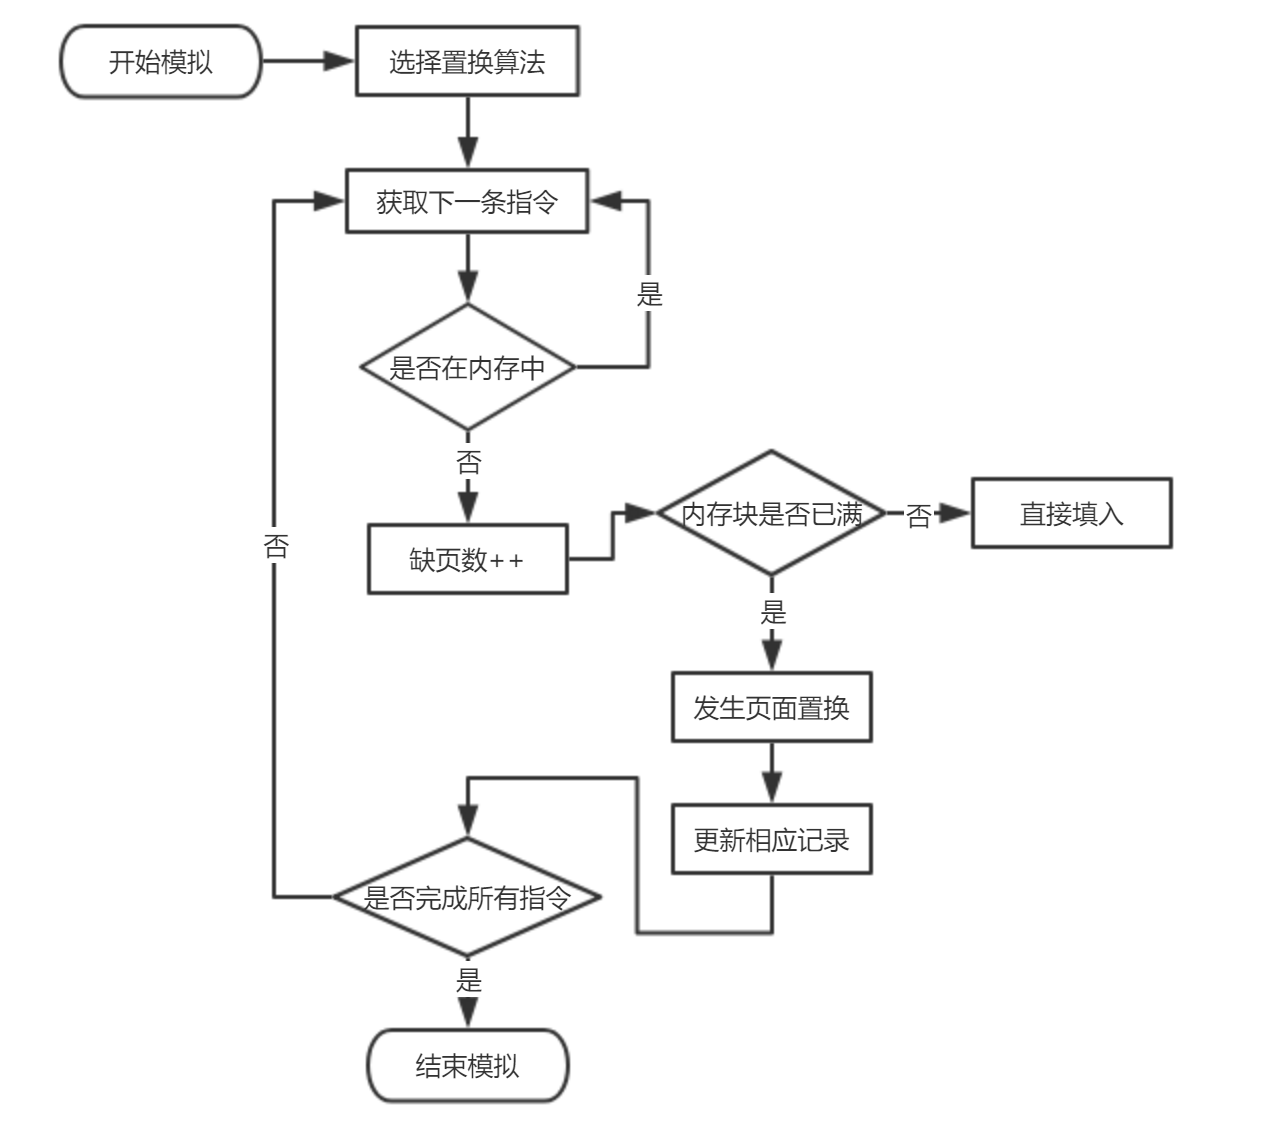 开始模拟
选择置换算法
获取下一条指令
是
是否在内存中
否
内存块是否已满
否
直接填入
否
缺页数++
是
发生页面置换
更新相应记录
是否完成所有指令
是
结束模拟